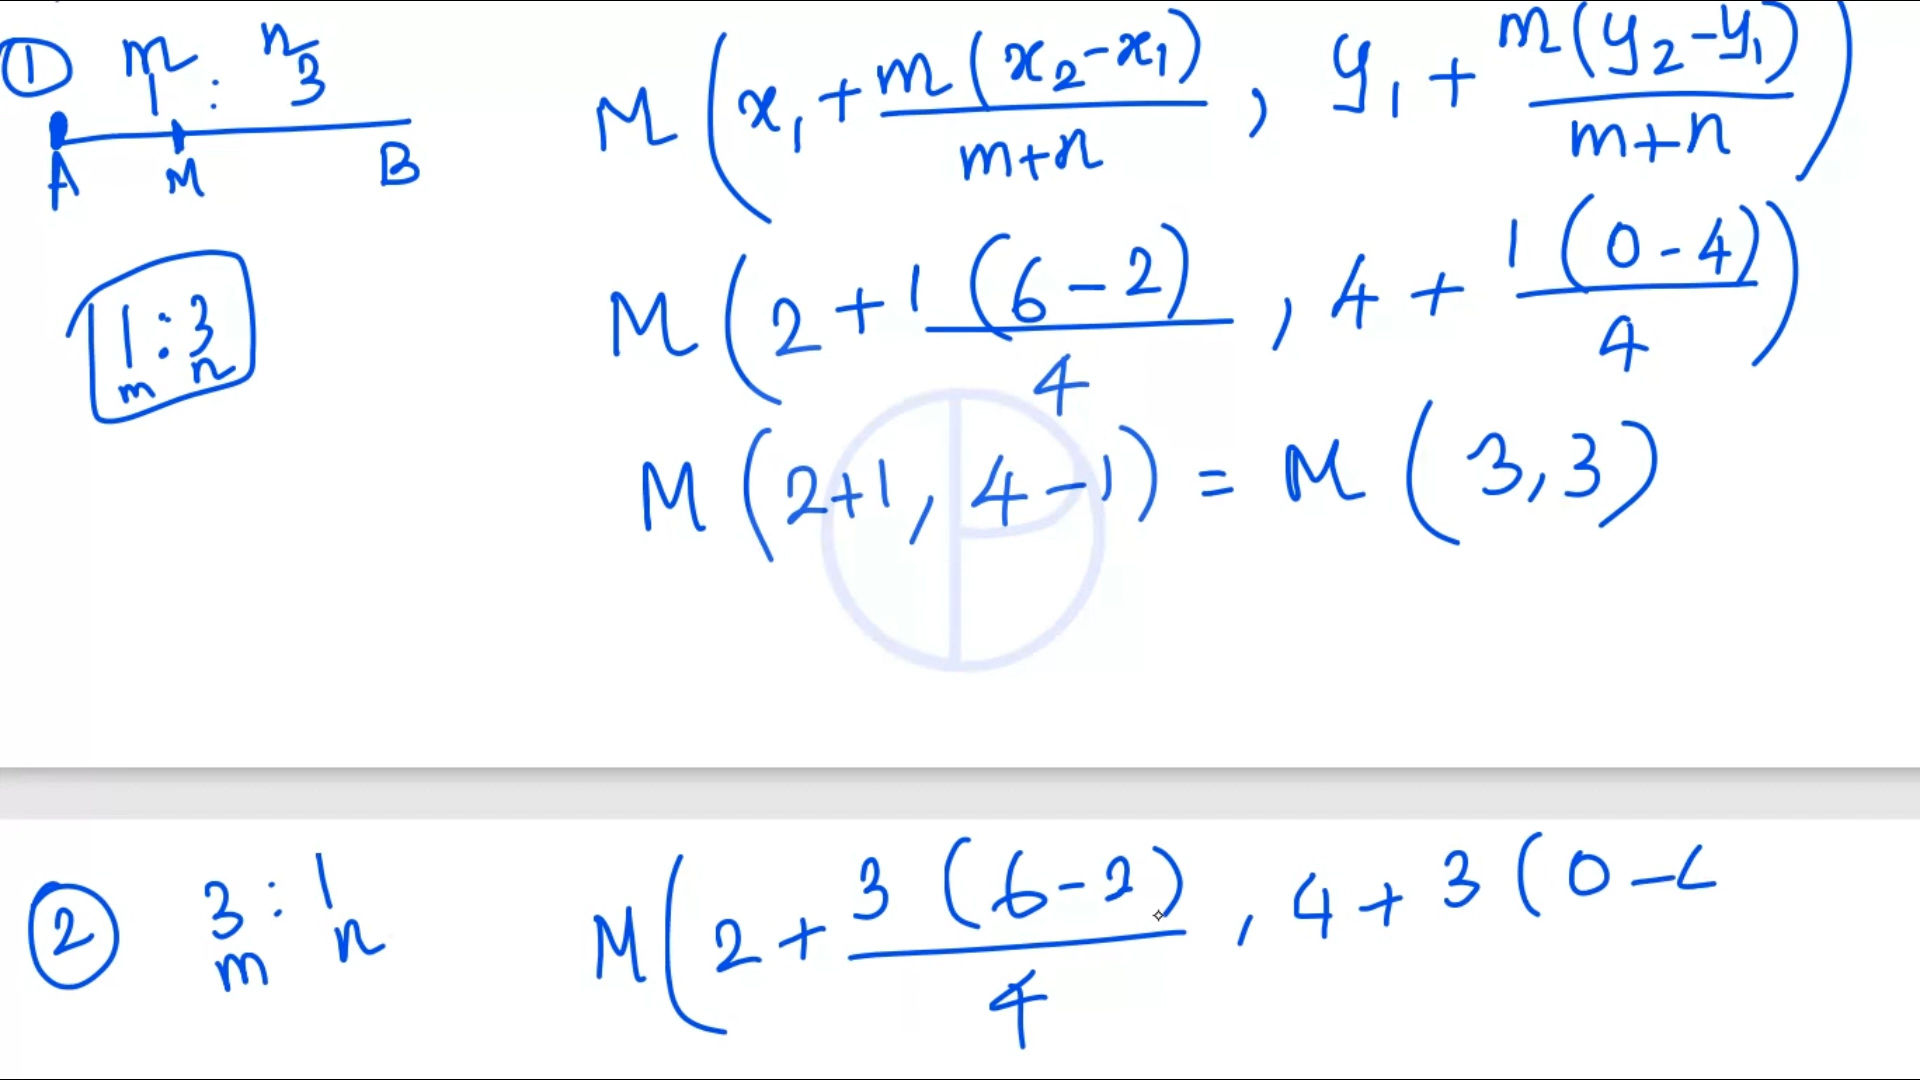 ① m : n
1 : 3
A M B
M ( x₁ + m(x₂-x₁)/m+n , y₁ + m(y₂-y₁)/m+n )
1 : 3
m n
M ( 2 + 1(6-2)/4 , 4 + 1(0-4)/4 )
M ( 2+1, 4-1 ) = M ( 3,3 )
② 3 : 1
m n
M ( 2 + 3(6-2)/4 , 4 + 3 ( 0 -